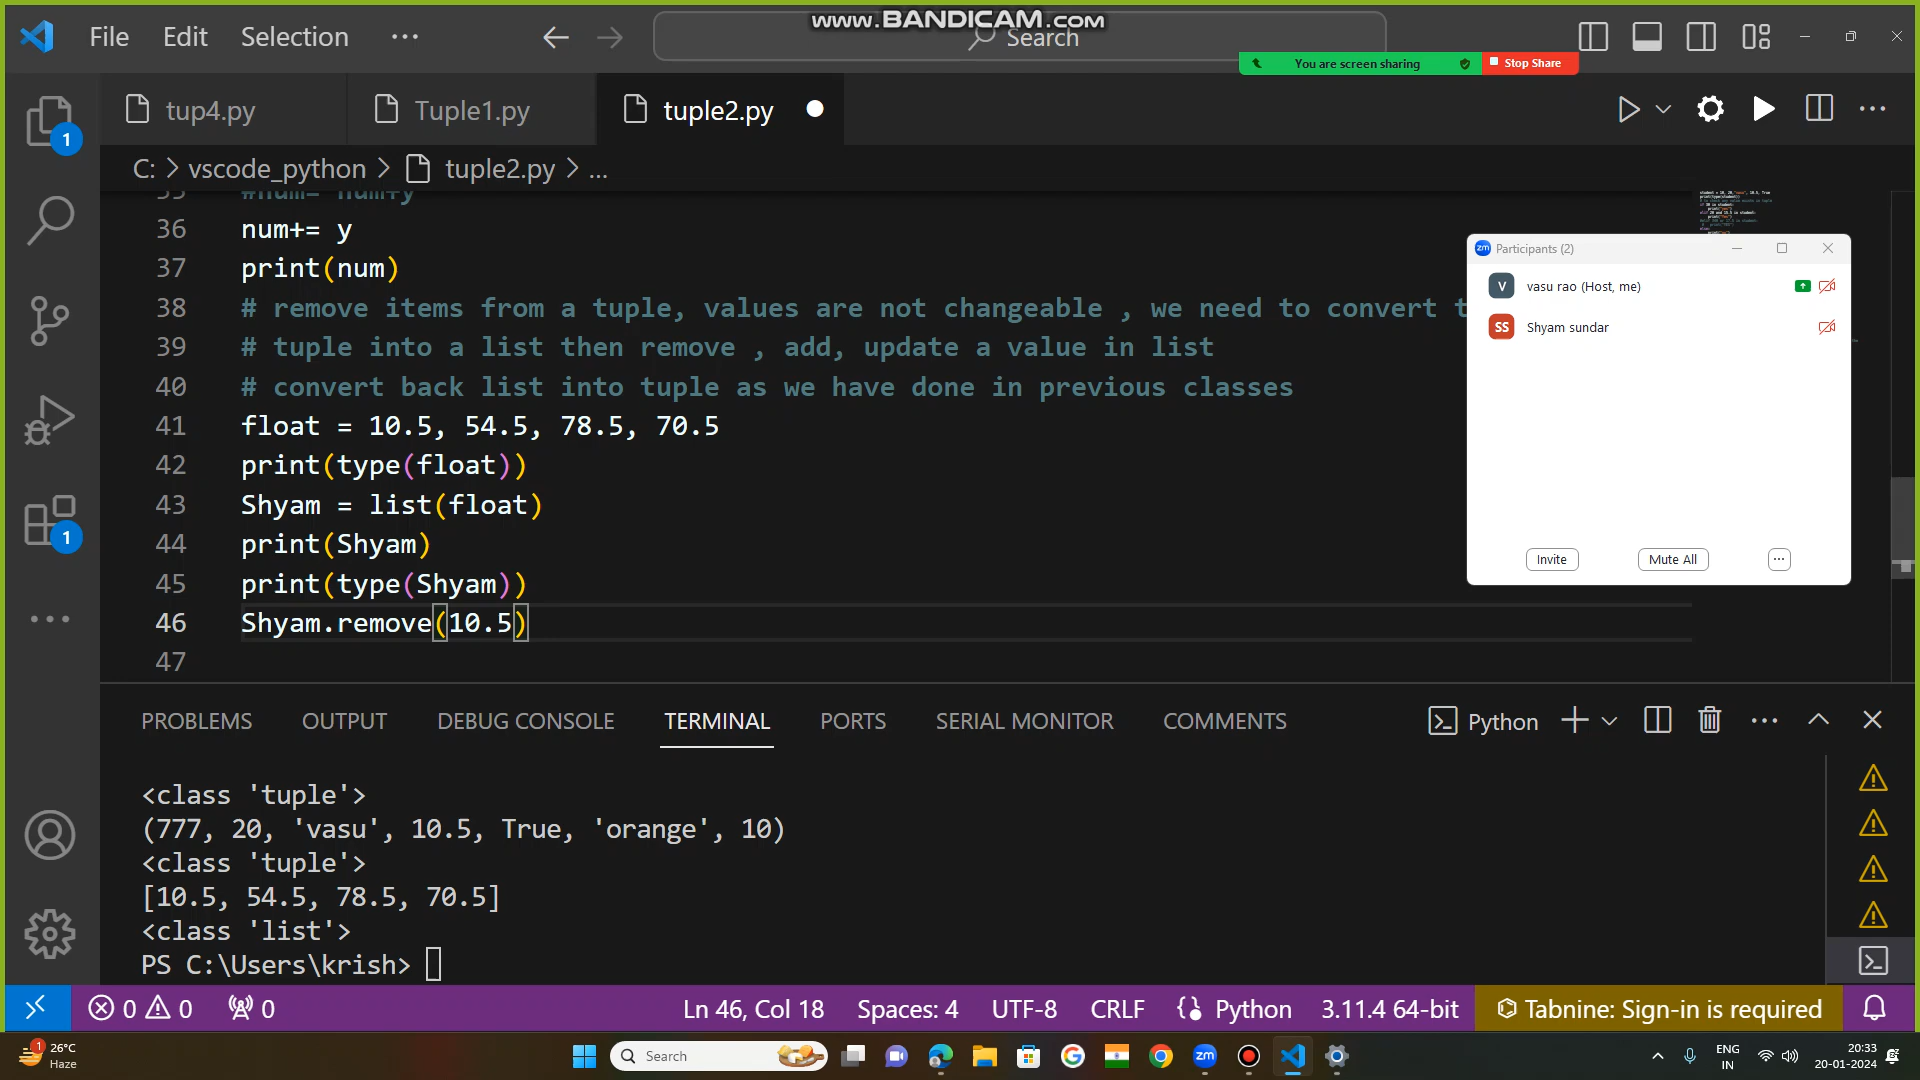 www.BANDICAM.com
File Edit Selection ... Search
You are screen sharing Stop Share
tup4.py Tuple1.py tuple2.py
C: > vscode_python > tuple2.py > ...
35 #num= num+y
36 num+= y
37 print(num)
38 # remove items from a tuple, values are not changeable , we need to convert t
39 # tuple into a list then remove , add, update a value in list
40 # convert back list into tuple as we have done in previous classes
41 float = 10.5, 54.5, 78.5, 70.5
42 print(type(float))
43 Shyam = list(float)
44 print(Shyam)
45 print(type(Shyam))
46 Shyam.remove(10.5)
47
zm Participants (2)
V vasu rao (Host, me)
SS Shyam sundar
Invite Mute All ...
1
1
PROBLEMS OUTPUT DEBUG CONSOLE TERMINAL PORTS SERIAL MONITOR COMMENTS Python
<class 'tuple'>
(777, 20, 'vasu', 10.5, True, 'orange', 10)
<class 'tuple'>
[10.5, 54.5, 78.5, 70.5]
<class 'list'>
PS C:\Users\krish>
0 0 0 Ln 46, Col 18 Spaces: 4 UTF-8 CRLF Python 3.11.4 64-bit Tabnine: Sign-in is required
1 26°C
Haze
Search
zm
ENG
IN
20:33
20-01-2024